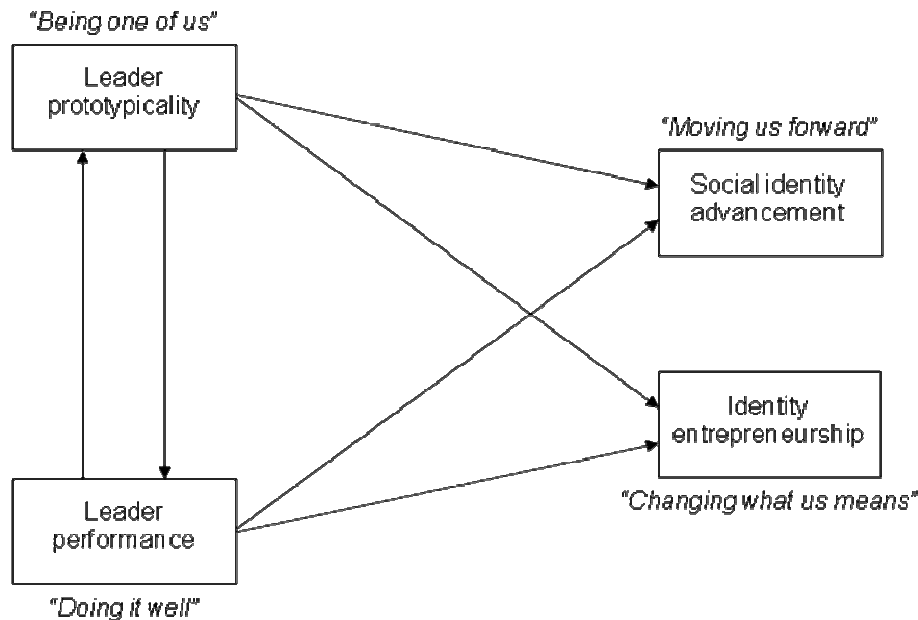 “Being one of us”
Leader
prototypicality
“Moving us forward”
Social identity
advancement
Identity
entrepreneurship
“Changing what us means”
Leader
performance
“Doing it well”